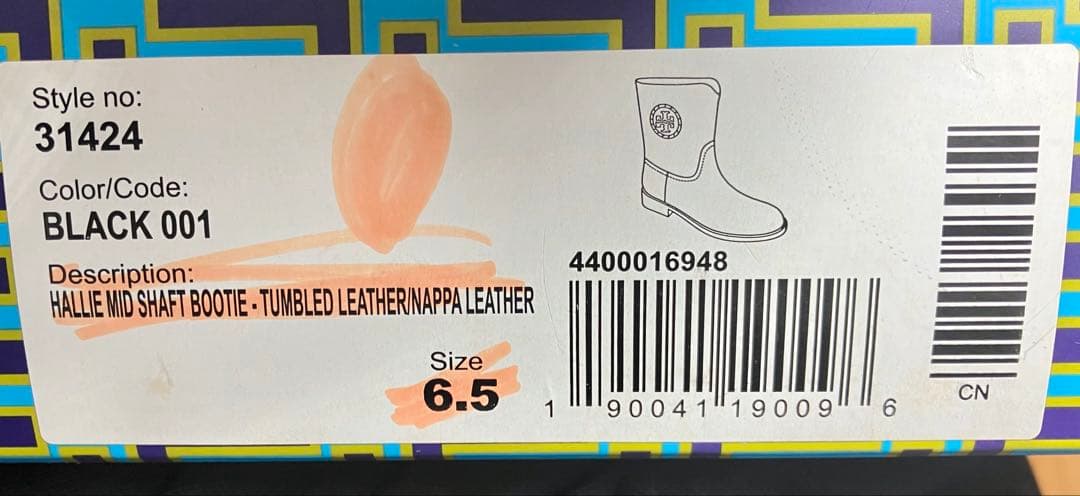 Style no:
31424
Color/Code:
BLACK 001
Description:
HALLIE MID SHAFT BOOTIE - TUMBLED LEATHER/NAPPA LEATHER
Size
6.5
4400016948
1 90041 19009 6
CN